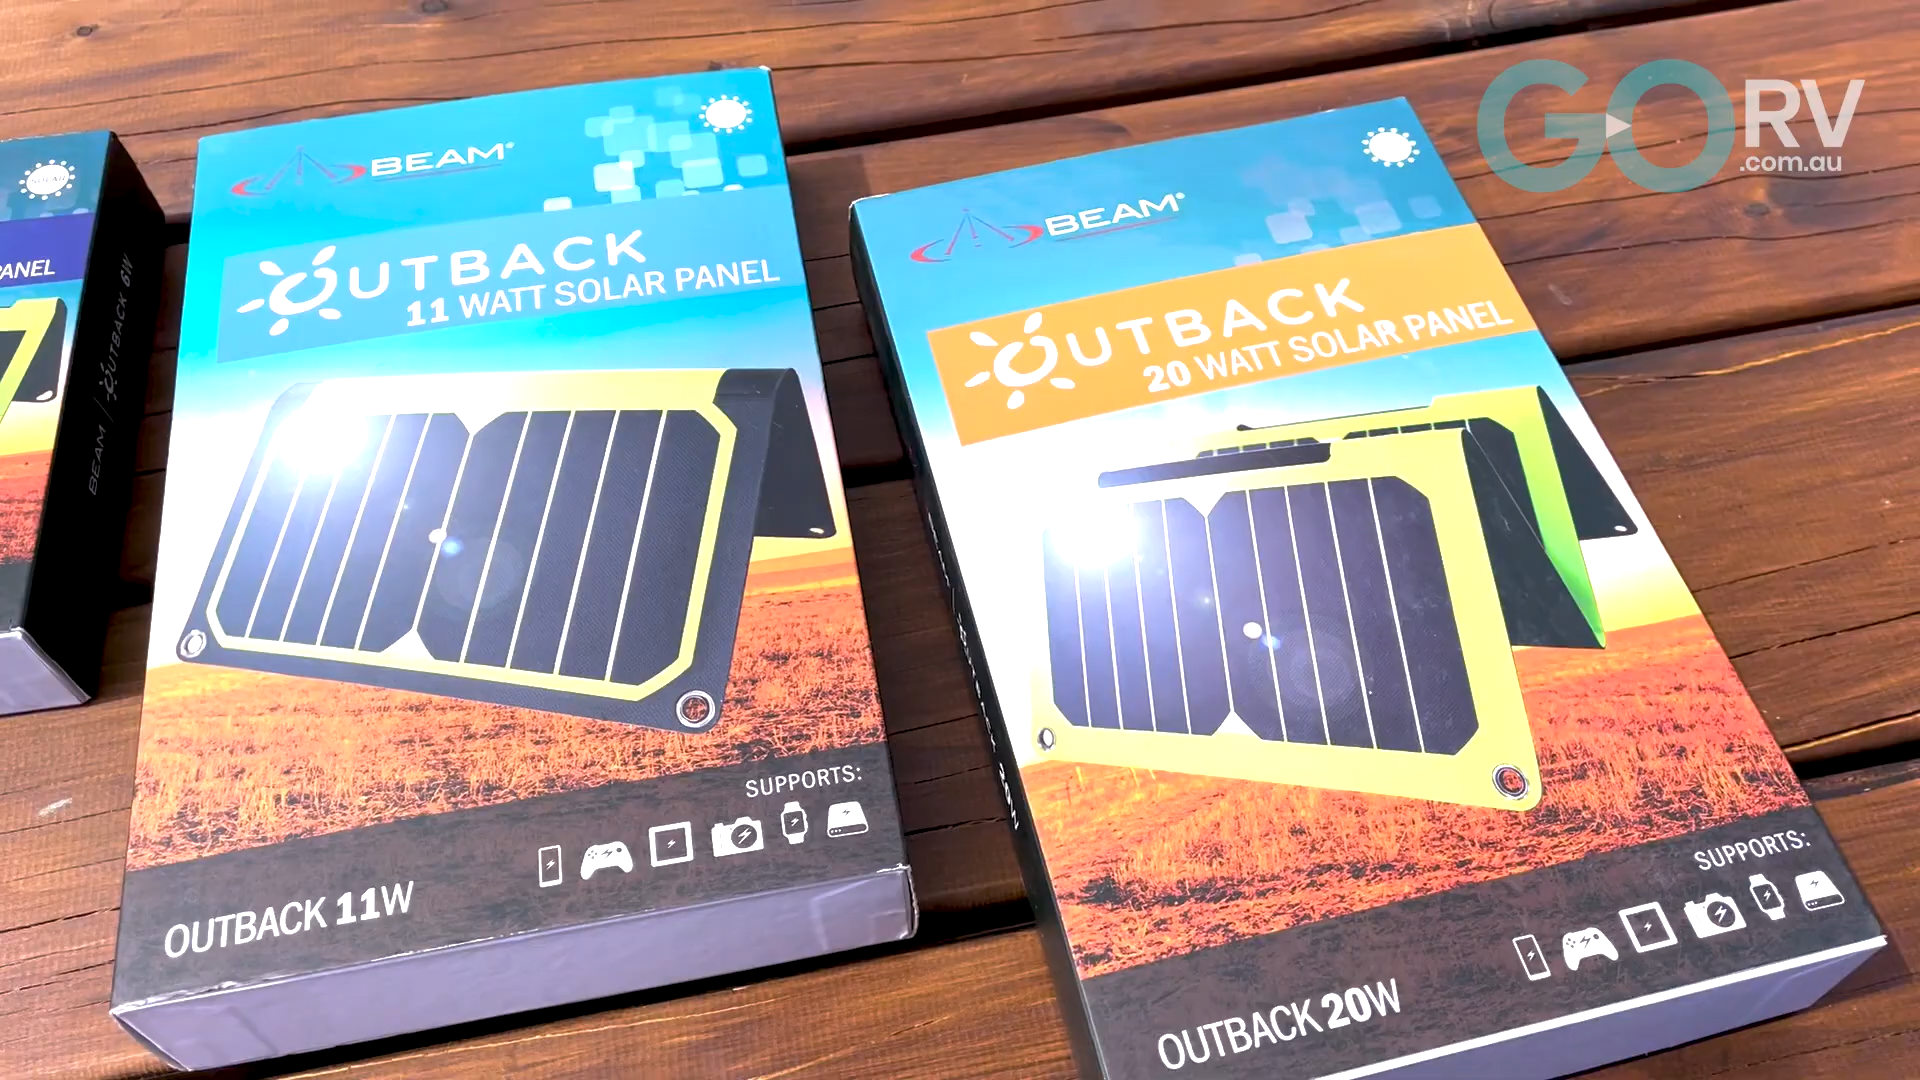 GO RV
.com.au
SOLAR
PANEL
BEAM | OUTBACK 6W
BEAM
OUTBACK
11 WATT SOLAR PANEL
SUPPORTS:
OUTBACK 11W
BEAM
OUTBACK
20 WATT SOLAR PANEL
SUPPORTS:
OUTBACK 20W